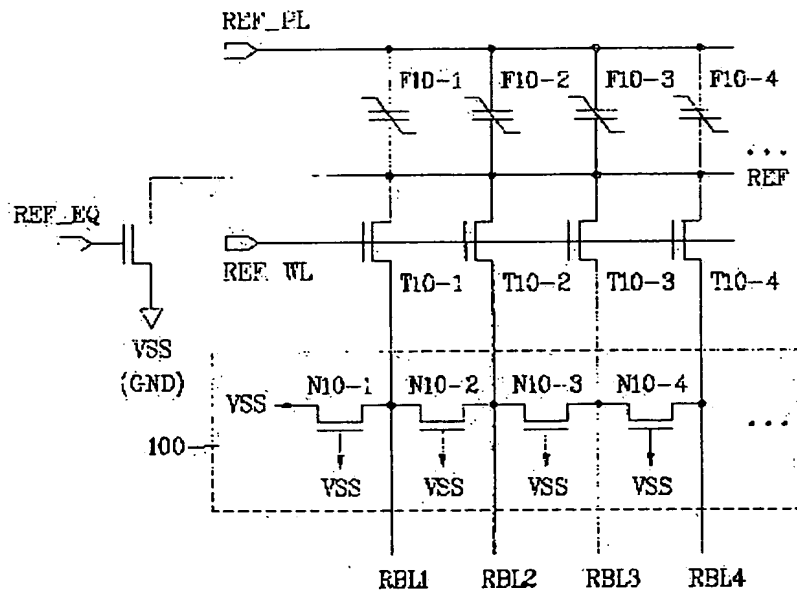 REF_PL
F10-1 F10-2 F10-3 F10-4
...
REF
REF_EQ
REF_WL
T10-1 T10-2 T10-3 T10-4
VSS
(GND)
N10-1 N10-2 N10-3 N10-4
VSS
...
100
VSS VSS VSS VSS
RBL1 RBL2 RBL3 RBL4